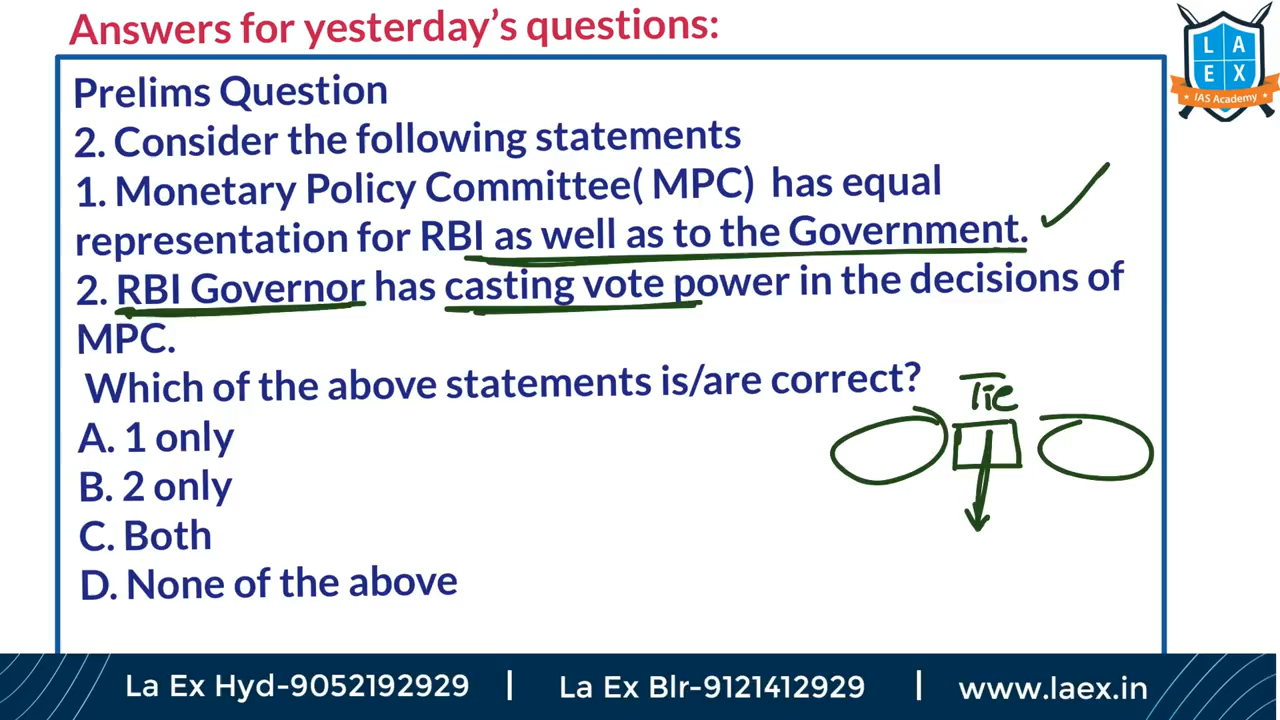 Answers for yesterday's questions:
L A
E X
IAS Academy
Prelims Question
2. Consider the following statements
1. Monetary Policy Committee( MPC) has equal
representation for RBI as well as to the Government.
2. RBI Governor has casting vote power in the decisions of
MPC.
Which of the above statements is/are correct?
Tie
A. 1 only
B. 2 only
C. Both
D. None of the above
La Ex Hyd-9052192929 | La Ex Blr-9121412929 | www.laex.in